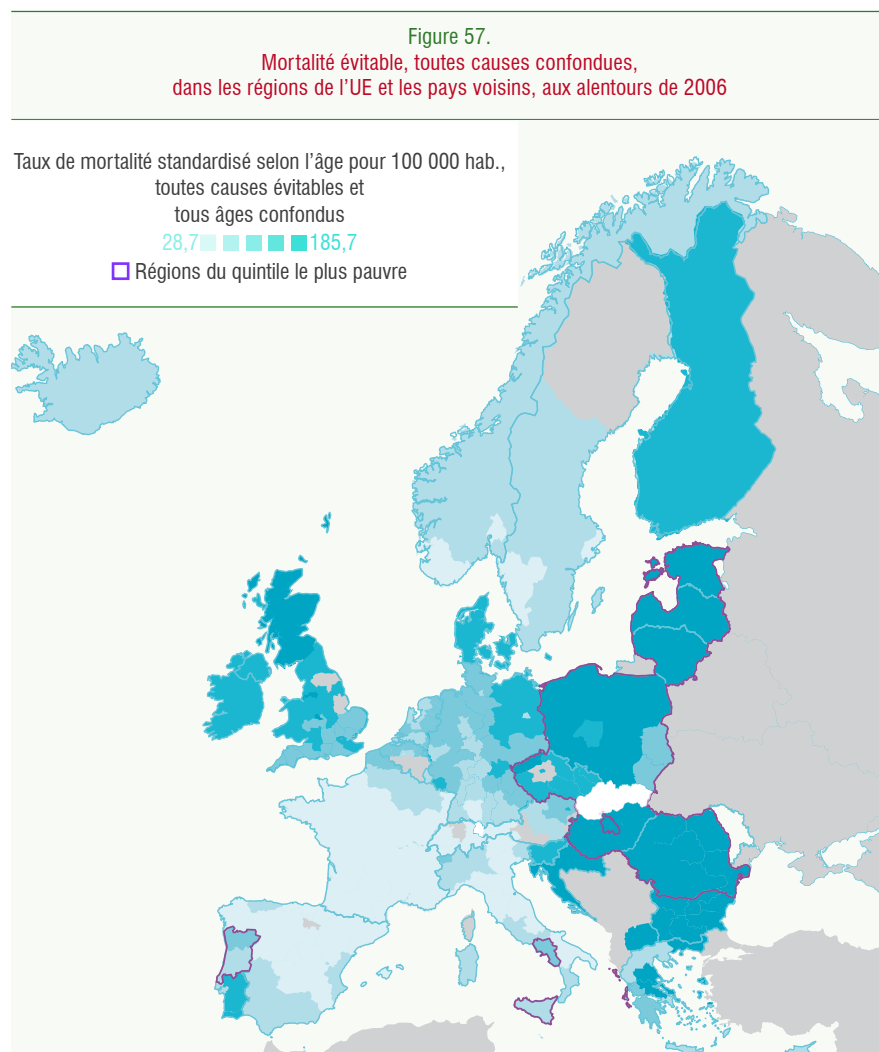 Figure 57.
Mortalité évitable, toutes causes confondues,
dans les régions de l’UE et les pays voisins, aux alentours de 2006
Taux de mortalité standardisé selon l’âge pour 100 000 hab.,
toutes causes évitables et
tous âges confondus
28,7 185,7
Régions du quintile le plus pauvre